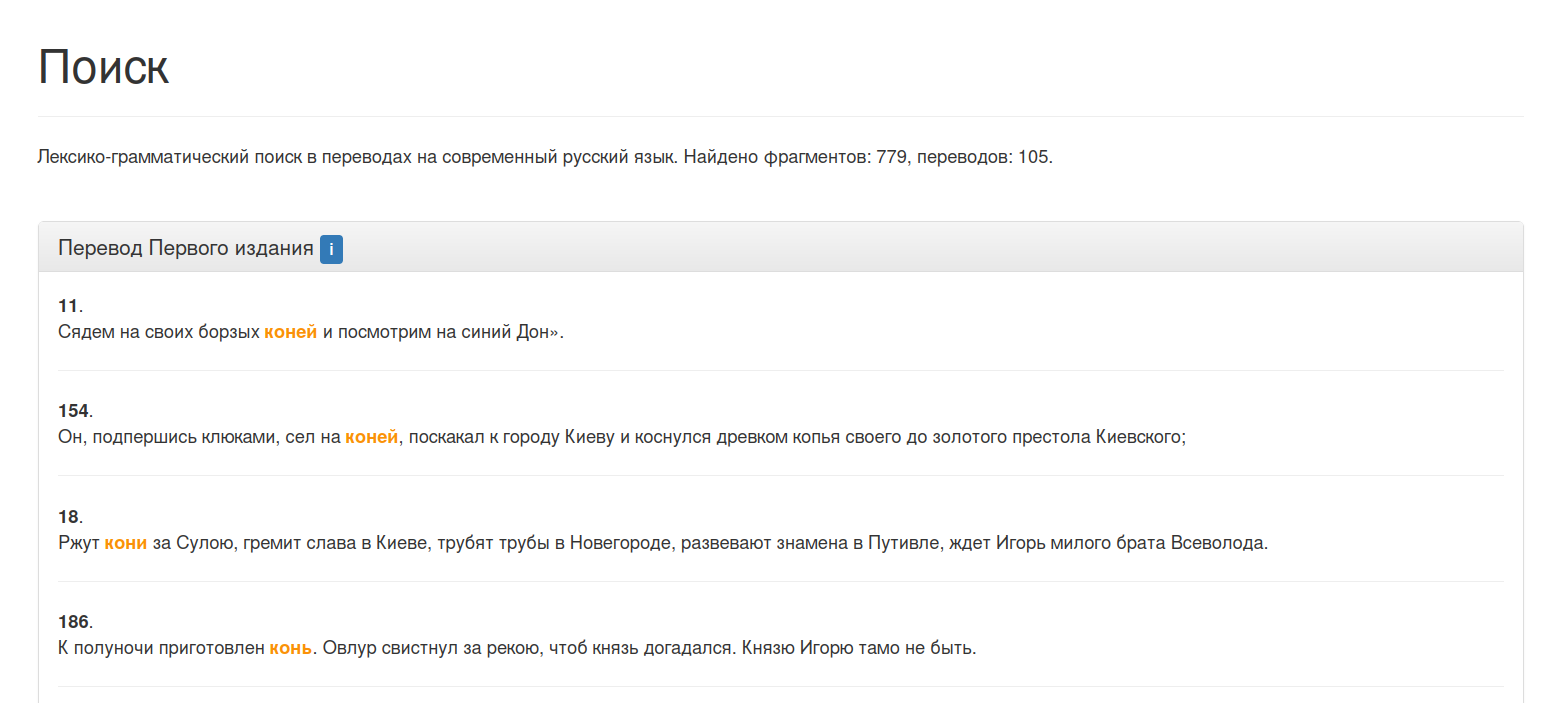 Поиск
Лексико-грамматический поиск в переводах на современный русский язык. Найдено фрагментов: 779, переводов: 105.
Перевод Первого издания i
11.
Сядем на своих борзых коней и посмотрим на синий Дон».
154.
Он, подпершись клюками, сел на коней, поскакал к городу Киеву и коснулся древком копья своего до золотого престола Киевского;
18.
Ржут кони за Сулою, гремит слава в Киеве, трубят трубы в Новегороде, развевают знамена в Путивле, ждет Игорь милого брата Всеволода.
186.
К полуночи приготовлен конь. Овлур свистнул за рекою, чтоб князь догадался. Князю Игорю тамо не быть.